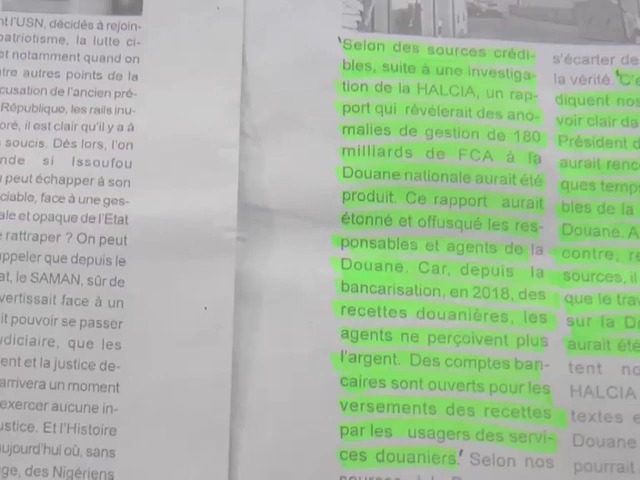 nt l'USN, décidés à rejoin-
patriotisme, la lutte ci-
et notamment quand on
tre autres points de la
cusation de l'ancien pré-
République, les rails inu-
oré, il est clair qu'il y a à
soucis. Dès lors, l'on
nde si Issoufou
peut échapper à son
ciable, face à une ges-
ale et opaque de l'Etat
e rattraper ? On peut
ppeler que depuis le
at, le SAMAN, sûr de
vertissait face à un
it pouvoir se passer
udiciaire, que les
ent et la justice de-
arrivera un moment
exercer aucune in-
ustice. Et l'Histoire
ujourd'hui où, sans
ge, des Nigériens
'Selon des sources crédi-
bles, suite à une investiga-
tion de la HALCIA, un rap-
port qui révélerait des ano-
malies de gestion de 180
milliards de FCA à la
Douane nationale aurait été
produit. Ce rapport aurait
étonné et offusqué les res-
ponsables et agents de la
Douane. Car, depuis la
bancarisation, en 2018, des
recettes douanières, les
agents ne perçoivent plus
l'argent. Des comptes ban-
caires sont ouverts pour les
versements des recettes
par les usagers des servi-
ces douaniers.' Selon nos
s'écarter de
la vérité. 'C'e
diquent nos
voir clair da
Président d
aurait renc
ques temps
bles de la
Douane. A
contre, re
sources, il
que le tra
sur la D
aurait été
tent no
HALCIA
textes e
Douane
pourrait